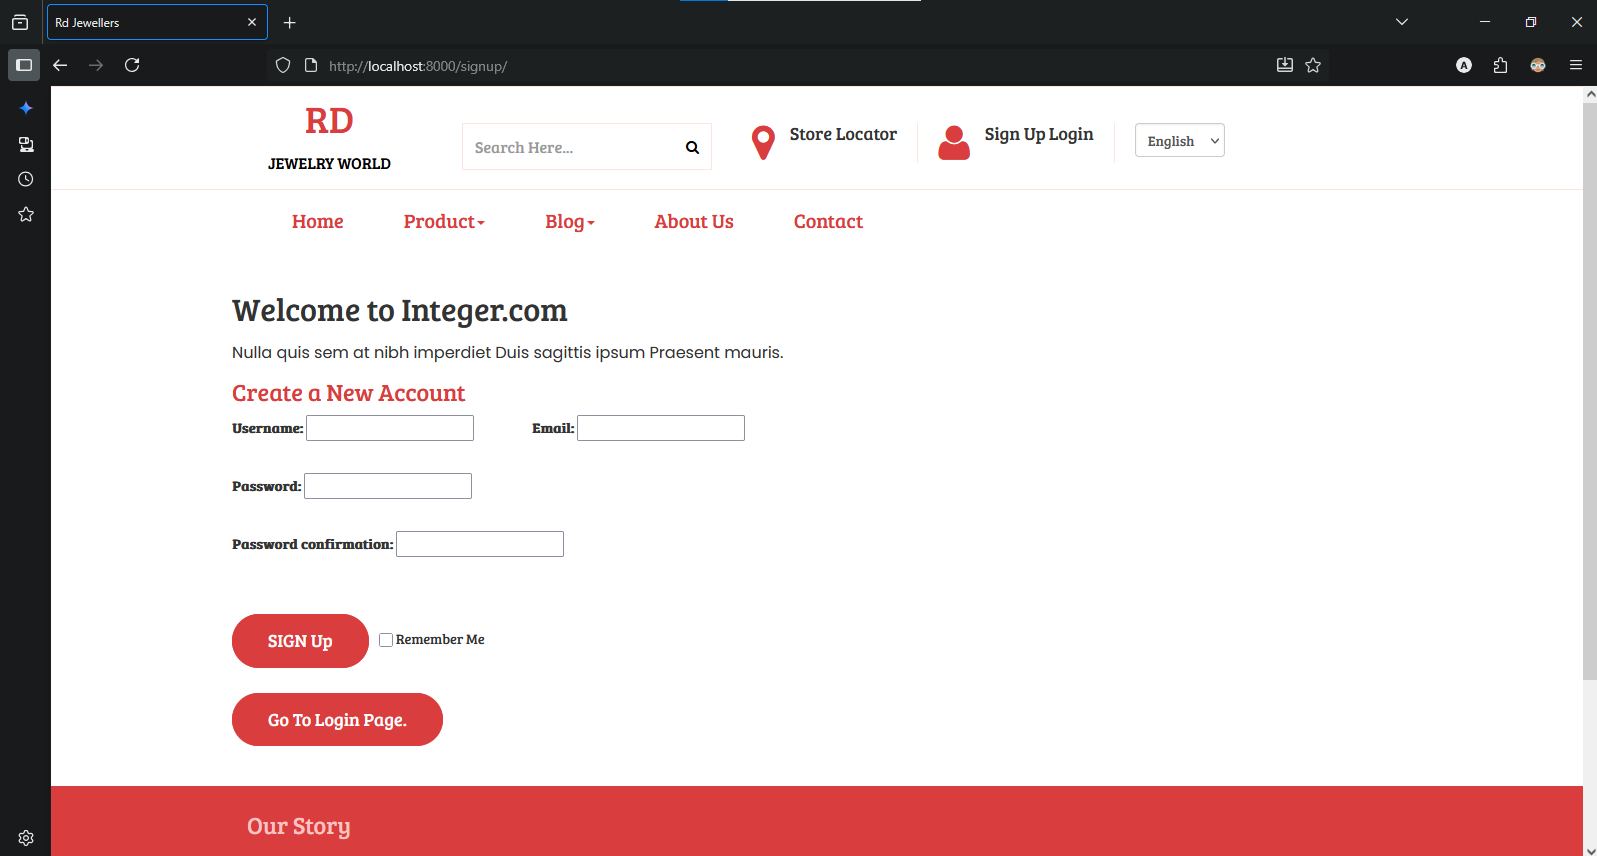 Rd Jewellers
http://localhost:8000/signup/
A
RD
JEWELRY WORLD
Search Here...
Store Locator
Sign Up Login
English
Home Product Blog About Us Contact
Welcome to Integer.com
Nulla quis sem at nibh imperdiet Duis sagittis ipsum Praesent mauris.
Create a New Account
Username: Email:
Password:
Password confirmation:
SIGN Up Remember Me
Go To Login Page.
Our Story